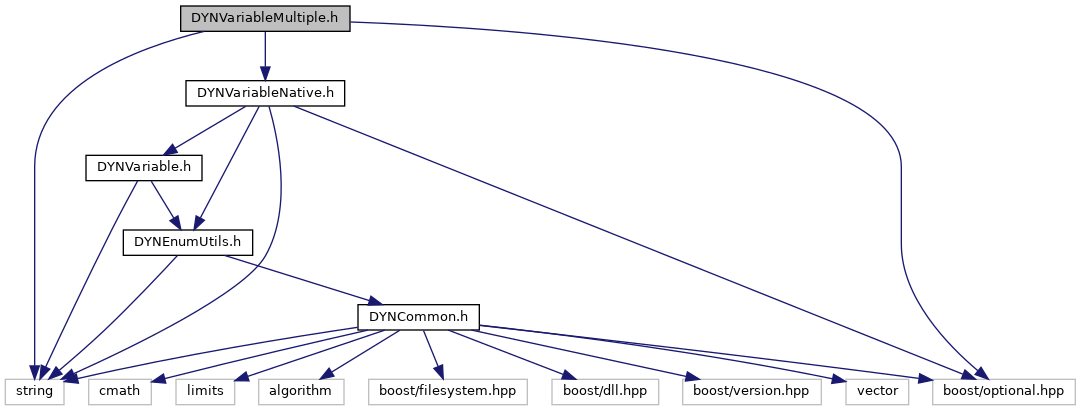 DYNVariableMultiple.h
DYNVariableNative.h
DYNVariable.h
DYNEnumUtils.h
DYNCommon.h
string
cmath
limits
algorithm
boost/filesystem.hpp
boost/dll.hpp
boost/version.hpp
vector
boost/optional.hpp